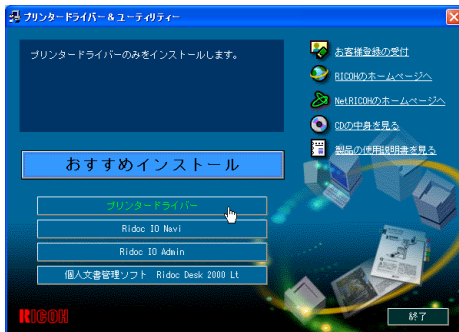 プリンタードライバー&ユーティリティー
プリンタードライバーのみをインストールします。
お客様登録の受付
RICOHのホームページへ
NetRICOHのホームページへ
CDの中身を見る
製品の使用説明書を見る
おすすめインストール
プリンタードライバー
Ridoc IO Navi
Ridoc IO Admin
個人文書管理ソフト Ridoc Desk 2000 Lt
RICOH
終了